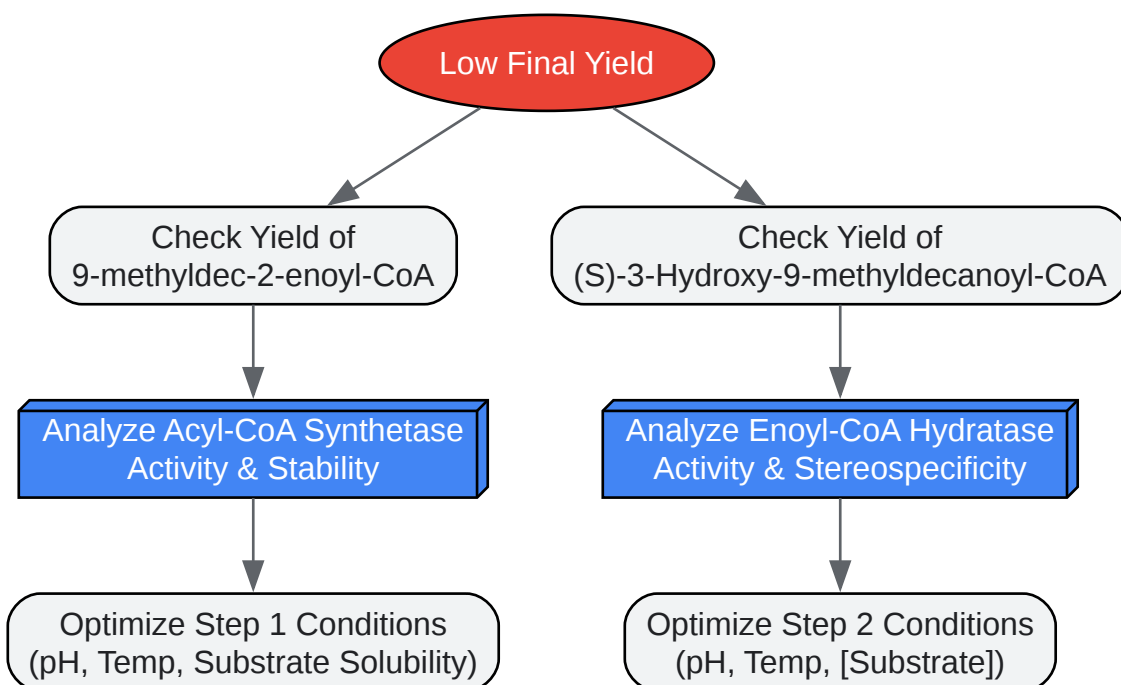 Low Final Yield
Check Yield of
9-methyldec-2-enoyl-CoA
Check Yield of
(S)-3-Hydroxy-9-methyldecanoyl-CoA
Analyze Acyl-CoA Synthetase
Activity & Stability
Analyze Enoyl-CoA Hydratase
Activity & Stereospecificity
Optimize Step 1 Conditions
(pH, Temp, Substrate Solubility)
Optimize Step 2 Conditions
(pH, Temp, [Substrate])